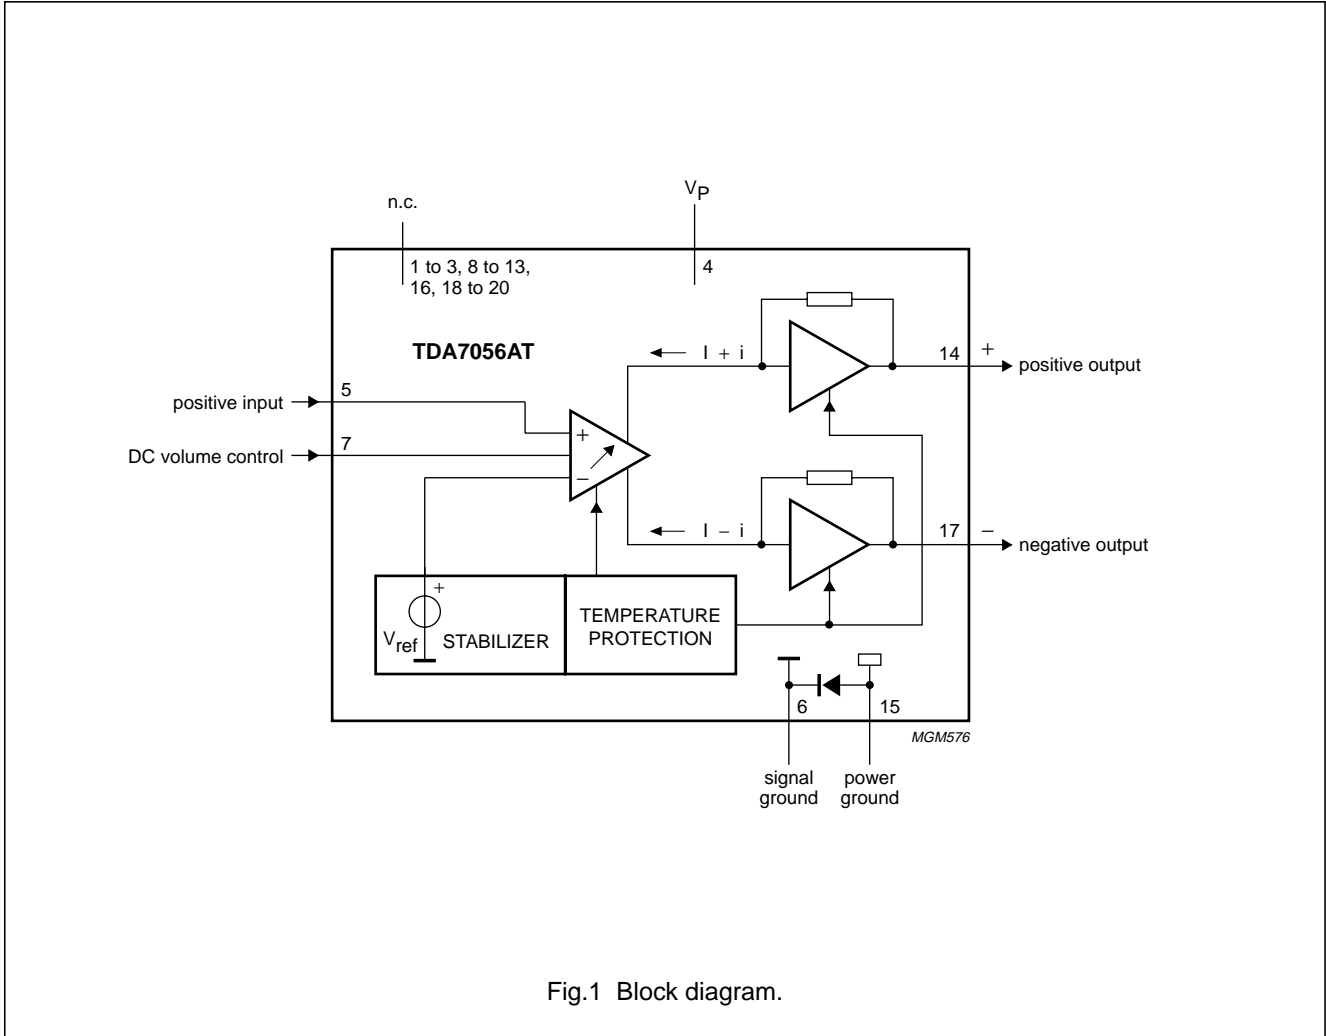 n.c.
VP
1 to 3, 8 to 13,
16, 18 to 20
4
TDA7056AT
I + i
14 +
positive output
5
positive input
7
DC volume control
+
−
I − i
17 −
negative output
+
Vref
STABILIZER
TEMPERATURE
PROTECTION
6
15
MGM576
signal
ground
power
ground
Fig.1 Block diagram.